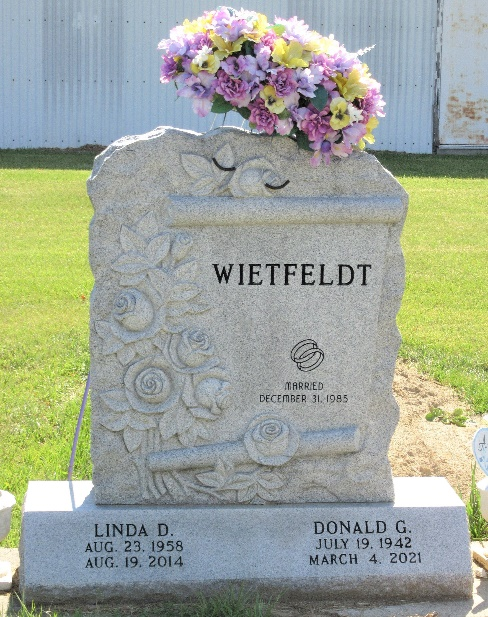 WIETFELDT
MARRIED
DECEMBER 31, 1985
LINDA D.
AUG. 23, 1958
AUG. 19, 2014
DONALD G.
JULY 19, 1942
MARCH 4, 2021